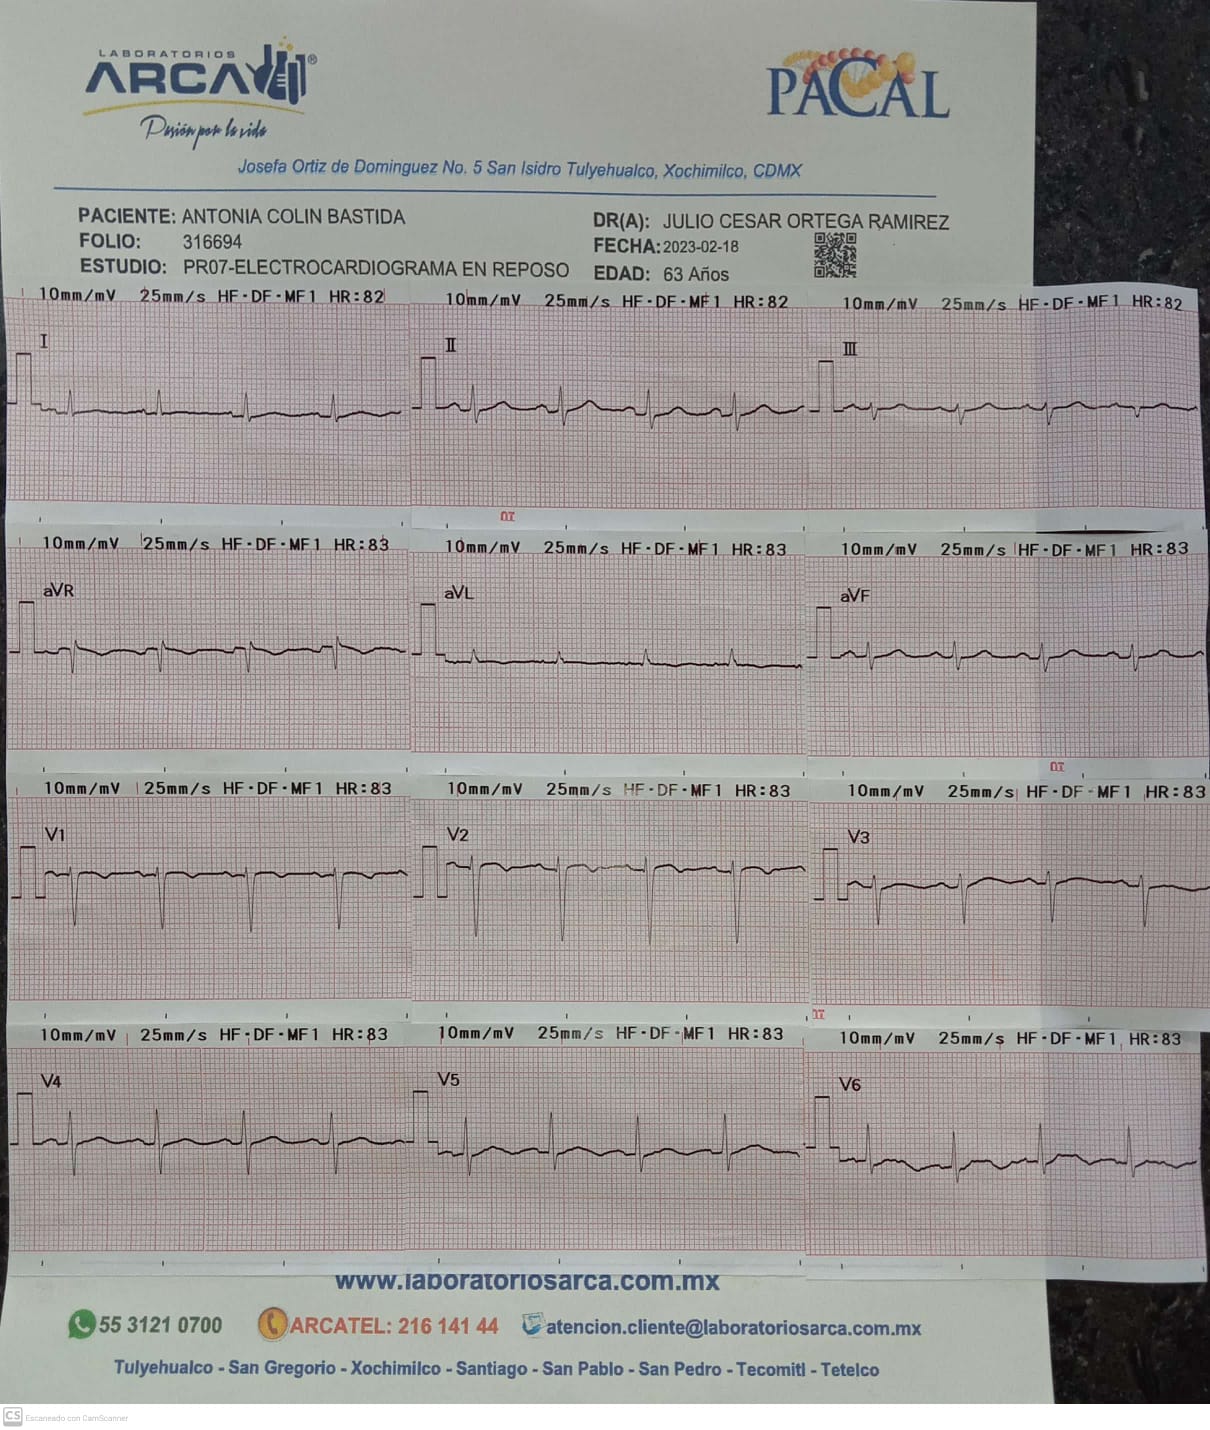 LABORATORIOS
ARCA®
Pasión por la vida
PACAL
Josefa Ortiz de Dominguez No. 5 San Isidro Tulyehualco, Xochimilco, CDMX
PACIENTE: ANTONIA COLIN BASTIDA
DR(A): JULIO CESAR ORTEGA RAMIREZ
FOLIO: 316694
FECHA: 2023-02-18
ESTUDIO: PR07-ELECTROCARDIOGRAMA EN REPOSO
EDAD: 63 Años
10mm/mV 25mm/s HF-DF-MF1 HR:82
10mm/mV 25mm/s HF-DF-MF1 HR:82
10mm/mV 25mm/s HF-DF-MF1 HR:82
I
II
III
10mm/mV 25mm/s HF-DF-MF1 HR:83
10mm/mV 25mm/s HF-DF-MF1 HR:83
10mm/mV 25mm/s HF-DF-MF1 HR:83
aVR
aVL
aVF
10mm/mV 25mm/s HF-DF-MF1 HR:83
10mm/mV 25mm/s HF-DF-MF1 HR:83
10mm/mV 25mm/s HF-DF-MF1 HR:83
V1
V2
V3
10mm/mV 25mm/s HF-DF-MF1 HR:83
10mm/mV 25mm/s HF-DF-MF1 HR:83
10mm/mV 25mm/s HF-DF-MF1 HR:83
V4
V5
V6
www.laboratoriosarca.com.mx
55 3121 0700
ARCATEL: 216 141 44
atencion.cliente@laboratoriosarca.com.mx
Tulyehualco - San Gregorio - Xochimilco - Santiago - San Pablo - San Pedro - Tecomitl - Tetelco
CS Escaneado con CamScanner